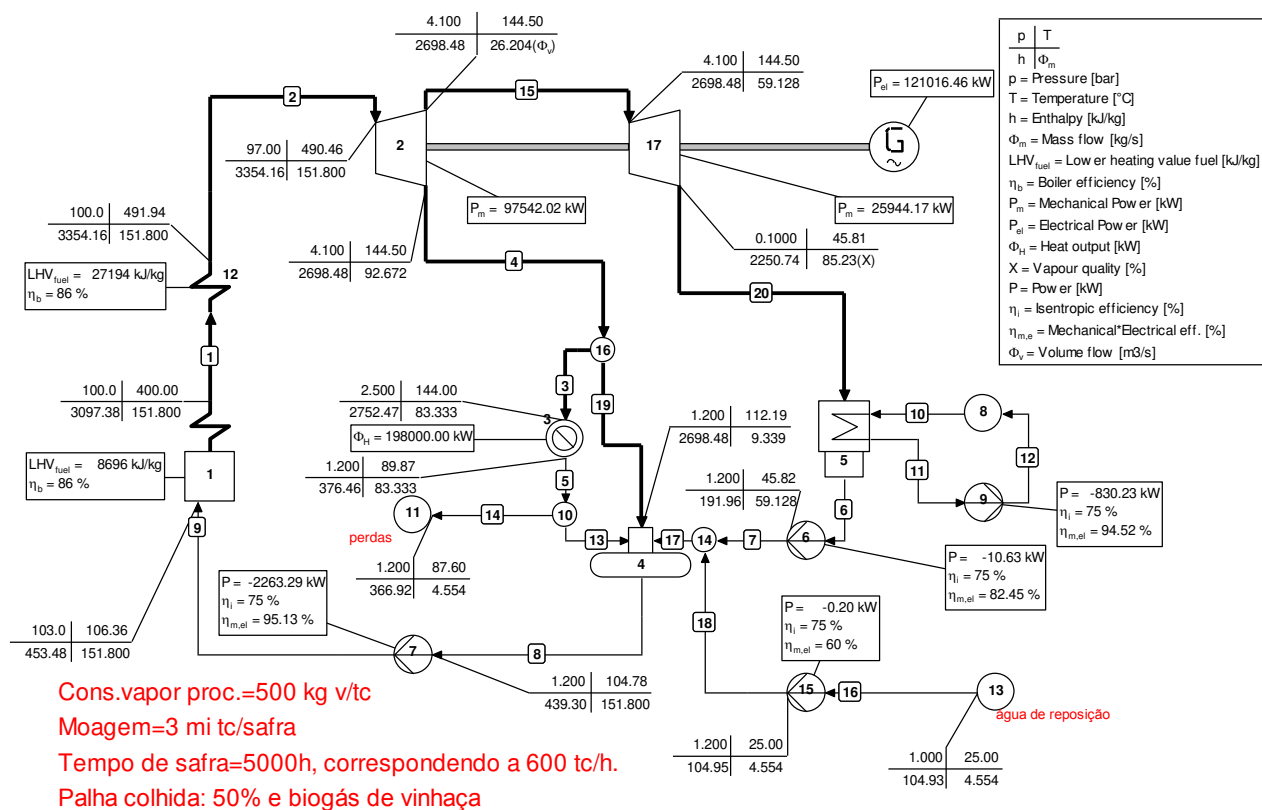 4.100 144.50
2698.48 26.204(Φv)
4.100 144.50
2698.48 59.128
Pel = 121016.46 kW
p T
h Φm
p = Pressure [bar]
T = Temperature [°C]
h = Enthalpy [kJ/kg]
Φm = Mass flow [kg/s]
LHVfuel = Lower heating value fuel [kJ/kg]
ηb = Boiler efficiency [%]
Pm = Mechanical Power [kW]
Pel = Electrical Power [kW]
ΦH = Heat output [kW]
X = Vapour quality [%]
P = Power [kW]
ηi = Isentropic efficiency [%]
ηm,e = Mechanical*Electrical eff. [%]
Φv = Volume flow [m3/s]
2
15
G
~
97.00 490.46
3354.16 151.800
2
17
Pm = 97542.02 kW
Pm = 25944.17 kW
100.0 491.94
3354.16 151.800
4.100 144.50
2698.48 92.672
0.1000 45.81
2250.74 85.23(X)
LHVfuel = 27194 kJ/kg
ηb = 86 %
12
4
20
1
16
100.0 400.00
3097.38 151.800
2.500 144.00
2752.47 83.333
3
19
3
ΦH = 198000.00 kW
1.200 112.19
2698.48 9.339
10
8
5
11
12
9
LHVfuel = 8696 kJ/kg
ηb = 86 %
1
1.200 89.87
376.46 83.333
5
1.200 45.82
191.96 59.128
6
P = -830.23 kW
ηi = 75 %
ηm,el = 94.52 %
9
11
14
10
13
17
14
7
6
4
perdas
1.200 87.60
366.92 4.554
P = -10.63 kW
ηi = 75 %
ηm,el = 82.45 %
P = -2263.29 kW
ηi = 75 %
ηm,el = 95.13 %
P = -0.20 kW
ηi = 75 %
ηm,el = 60 %
18
103.0 106.36
453.48 151.800
7
8
15
16
13
água de reposição
1.200 104.78
439.30 151.800
1.200 25.00
104.95 4.554
1.000 25.00
104.93 4.554
Cons.vapor proc.=500 kg v/tc
Moagem=3 mi tc/safra
Tempo de safra=5000h, correspondendo a 600 tc/h.
Palha colhida: 50% e biogás de vinhaça